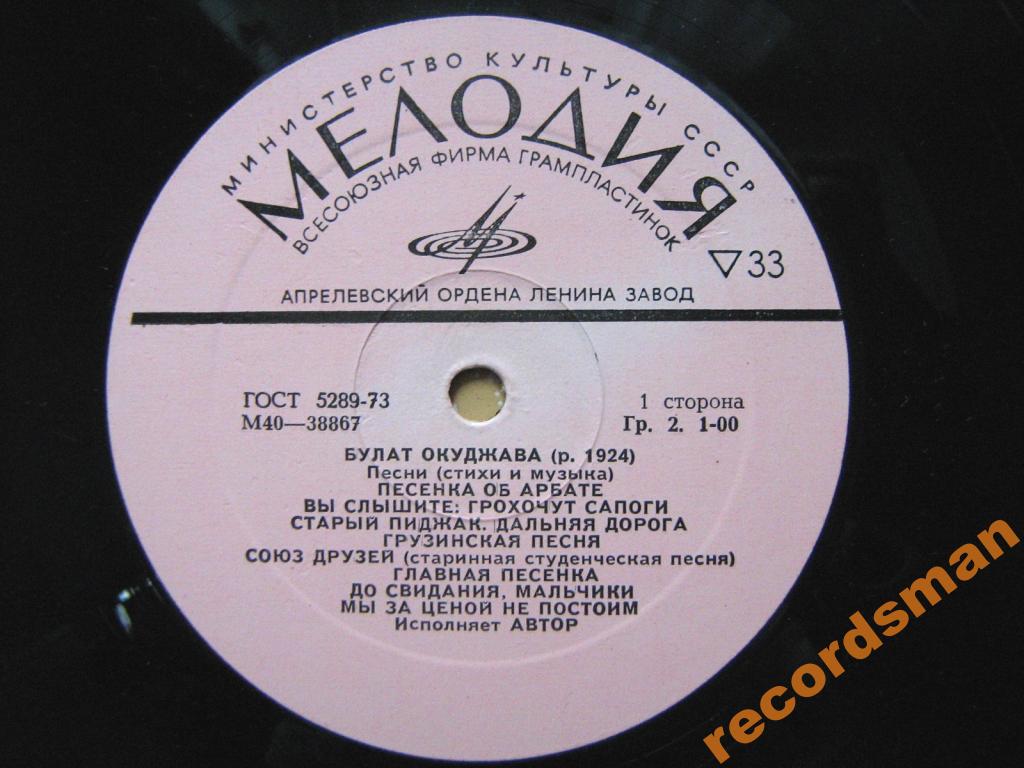 МИНИСТЕРСТВО КУЛЬТУРЫ СССР
МЕЛОДИЯ
ВСЕСОЮЗНАЯ ФИРМА ГРАМПЛАСТИНОК
▽33
АПРЕЛЕВСКИЙ ОРДЕНА ЛЕНИНА ЗАВОД
ГОСТ 5289-73 1 сторона
М40—38867 Гр. 2. 1-00
БУЛАТ ОКУДЖАВА (р. 1924)
Песни (стихи и музыка)
ПЕСЕНКА ОБ АРБАТЕ
ВЫ СЛЫШИТЕ: ГРОХОЧУТ САПОГИ
СТАРЫЙ ПИДЖАК. ДАЛЬНЯЯ ДОРОГА
ГРУЗИНСКАЯ ПЕСНЯ
СОЮЗ ДРУЗЕЙ (старинная студенческая песня)
ГЛАВНАЯ ПЕСЕНКА
ДО СВИДАНИЯ, МАЛЬЧИКИ
МЫ ЗА ЦЕНОЙ НЕ ПОСТОИМ
Исполняет АВТОР
recordsman